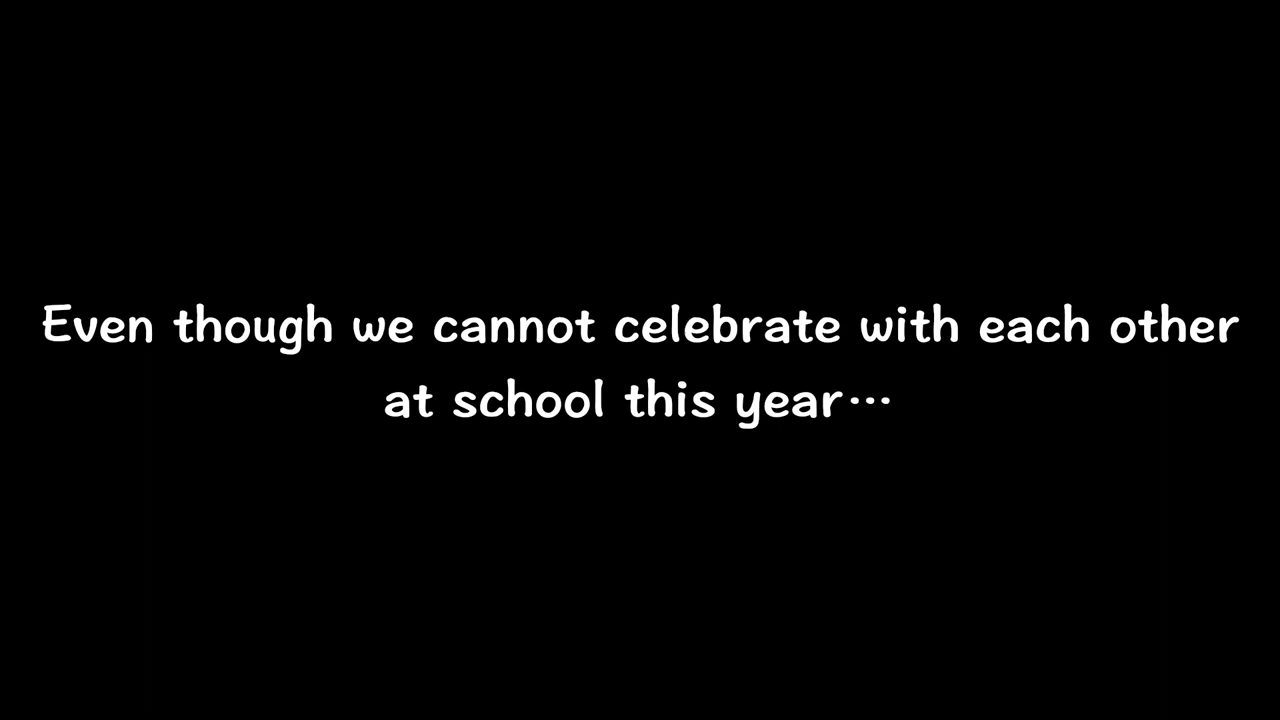 Even though we cannot celebrate with each other
at school this year…